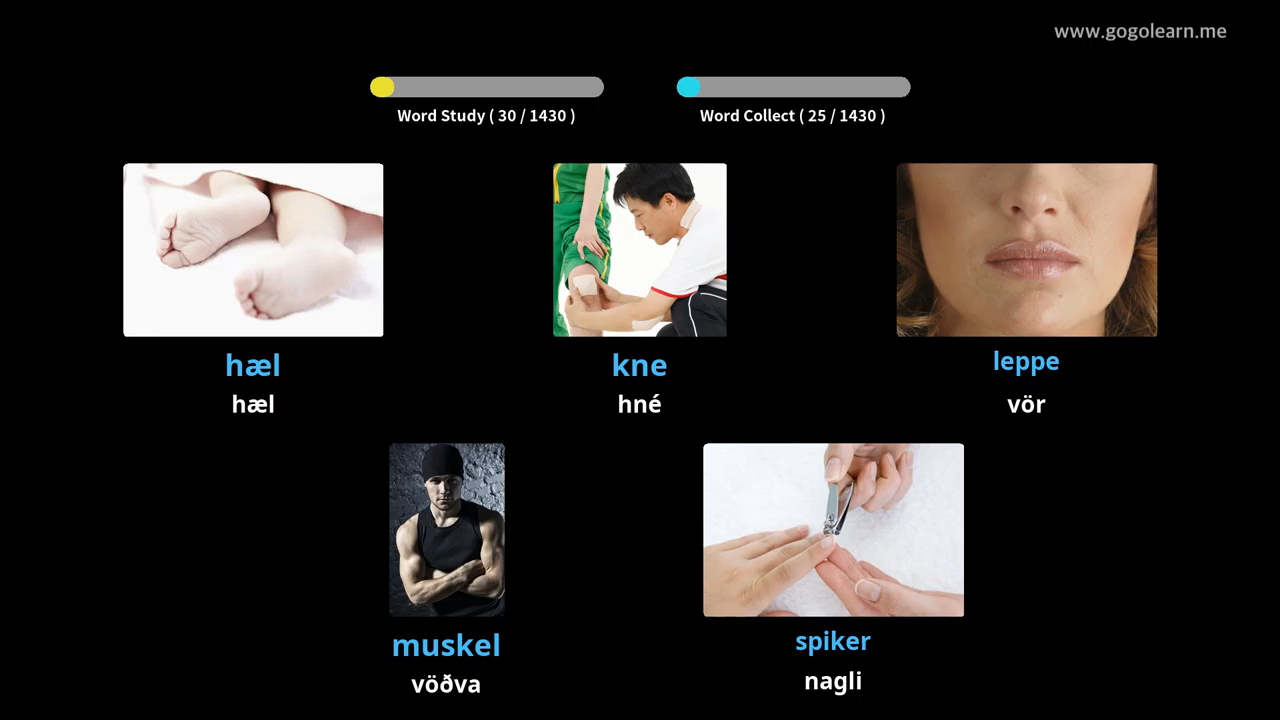 www.gogolearn.me
Word Study ( 30 / 1430 )
Word Collect ( 25 / 1430 )
hæl
hæl
kne
hné
leppe
vör
muskel
vöðva
spiker
nagli